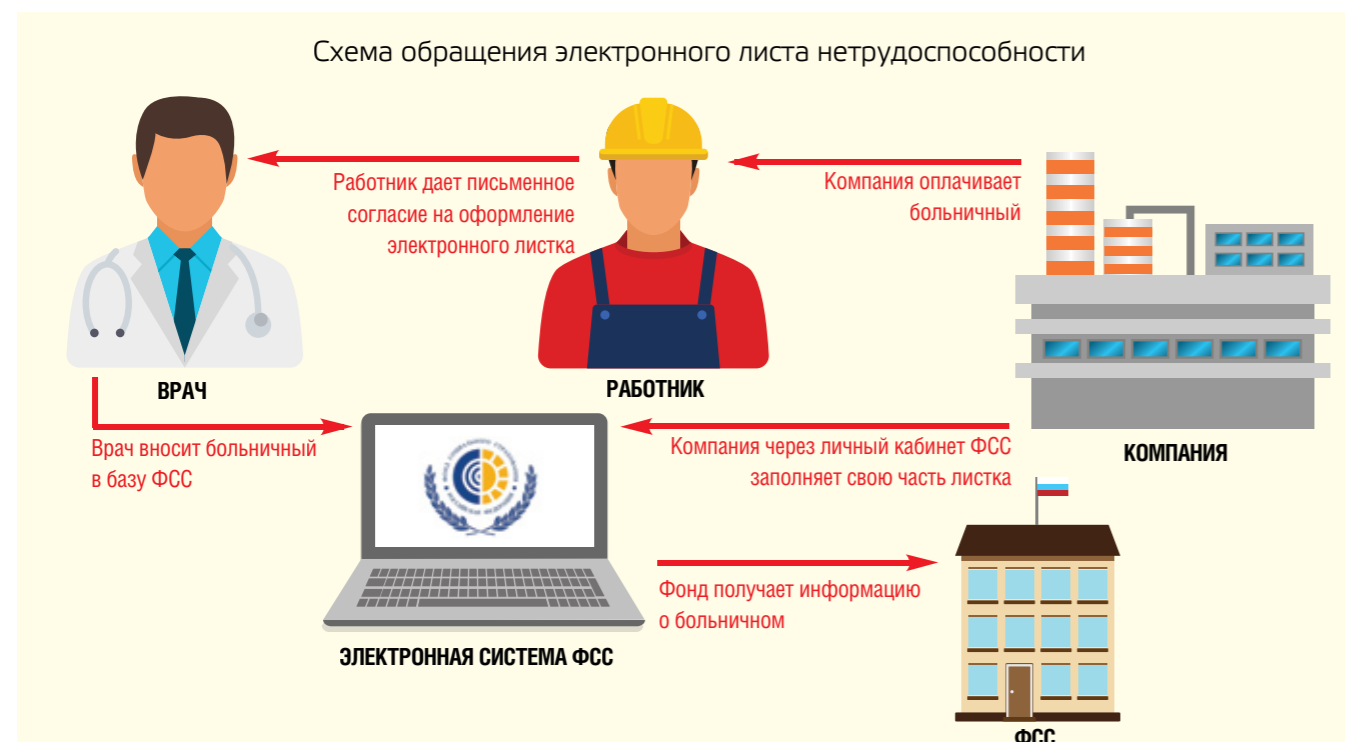 Схема обращения электронного листа нетрудоспособности
Работник дает письменное
согласие на оформление
электронного листка
Компания оплачивает
больничный
ВРАЧ
РАБОТНИК
КОМПАНИЯ
Врач вносит больничный
в базу ФСС
Компания через личный кабинет ФСС
заполняет свою часть листка
Фонд получает информацию
о больничном
ЭЛЕКТРОННАЯ СИСТЕМА ФСС
ФСС